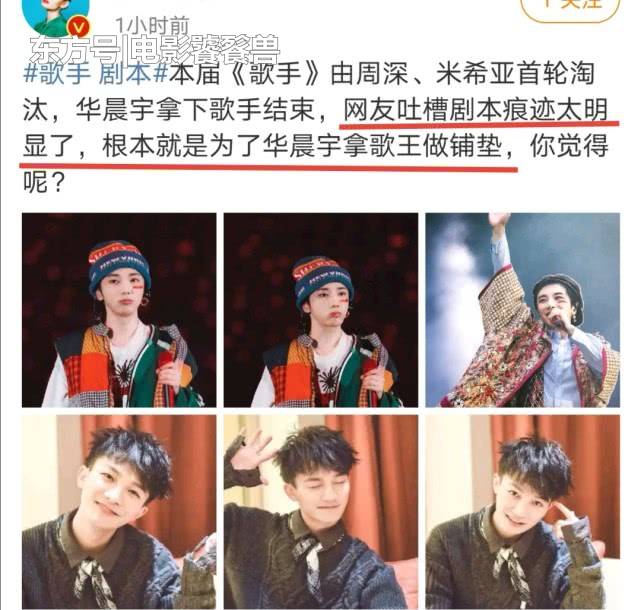 +关注
1小时前
东方号|电影饕餮兽
#歌手 剧本#本届《歌手》由周深、米希亚首轮淘
汰，华晨宇拿下歌手结束，网友吐槽剧本痕迹太明
显了，根本就是为了华晨宇拿歌王做铺垫，你觉得
呢？